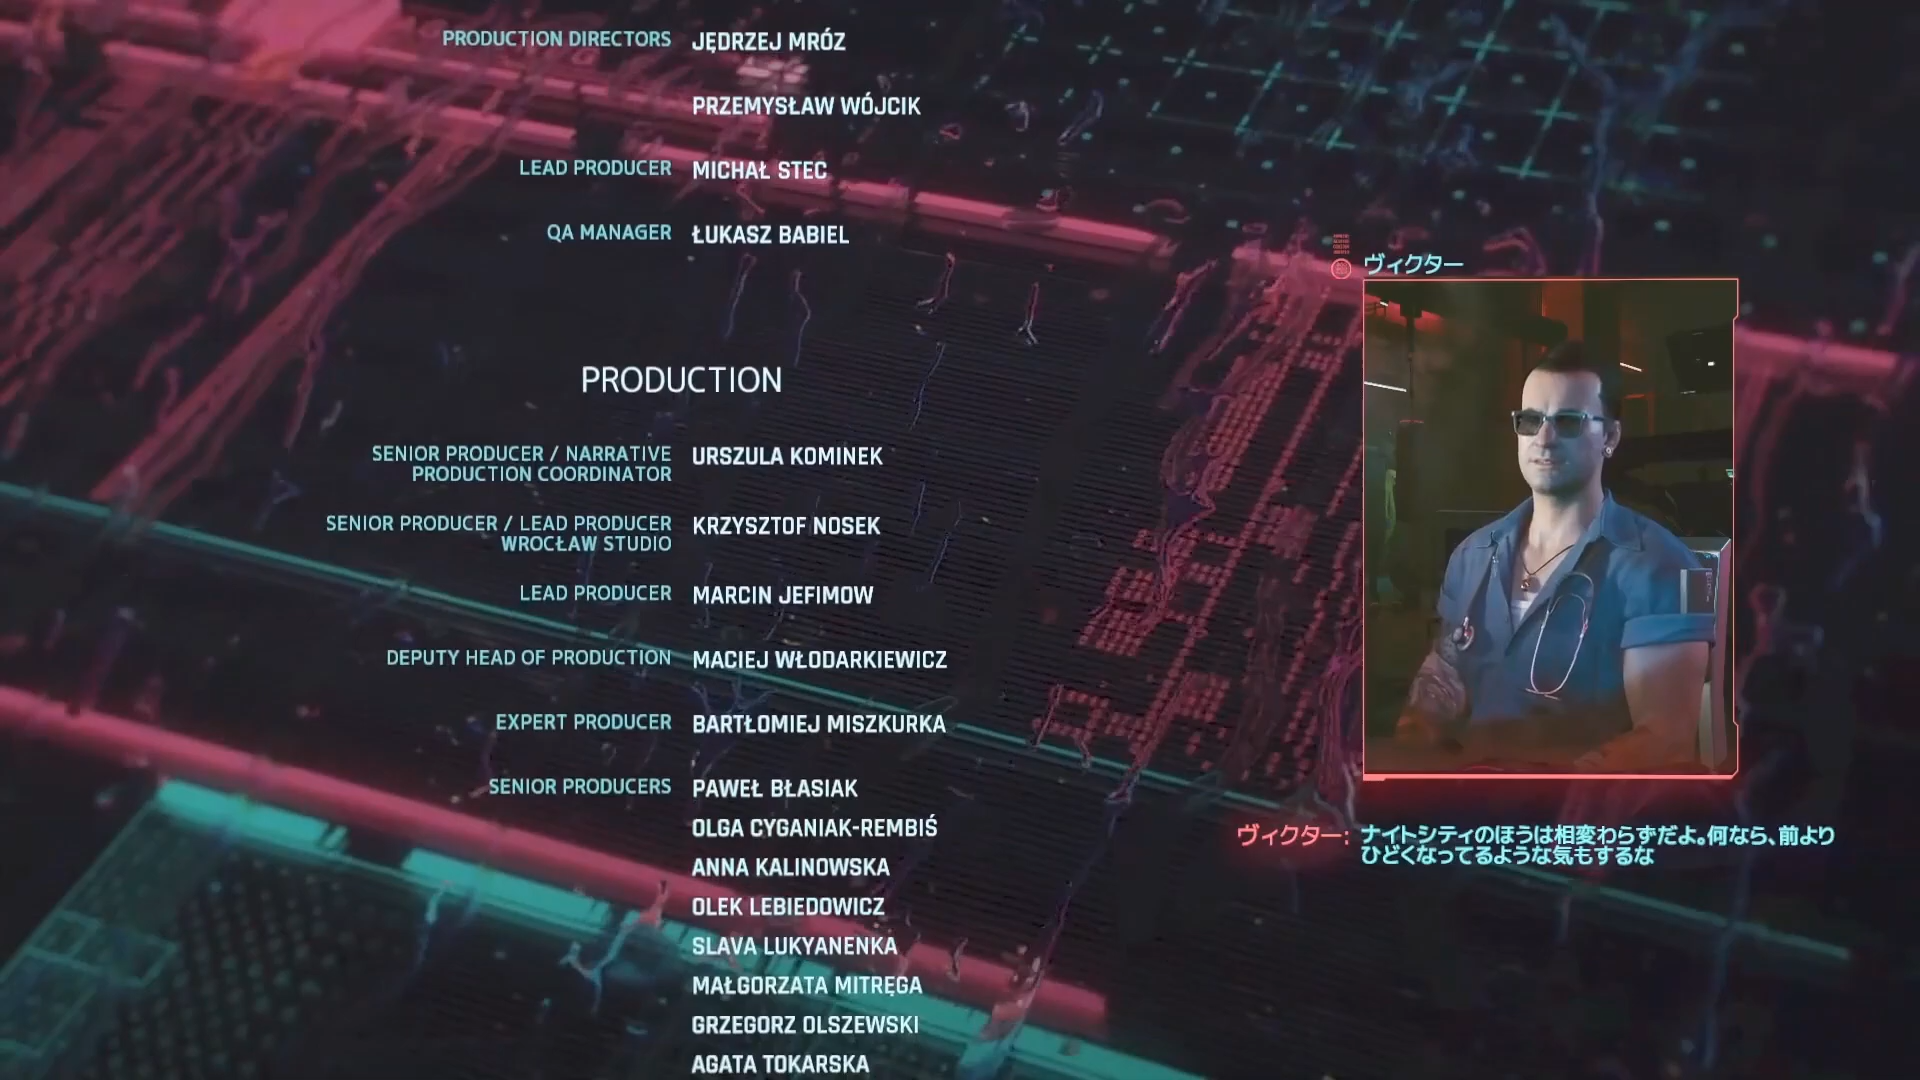 PRODUCTION DIRECTORS JĘDRZEJ MRÓZ
PRZEMYSŁAW WÓJCIK
LEAD PRODUCER MICHAŁ STEC
QA MANAGER ŁUKASZ BABIEL
PRODUCTION
SENIOR PRODUCER / NARRATIVE URSZULA KOMINEK
PRODUCTION COORDINATOR
SENIOR PRODUCER / LEAD PRODUCER KRZYSZTOF NOSEK
WROCŁAW STUDIO
LEAD PRODUCER MARCIN JEFIMOW
DEPUTY HEAD OF PRODUCTION MACIEJ WŁODARKIEWICZ
EXPERT PRODUCER BARTŁOMIEJ MISZKURKA
SENIOR PRODUCERS PAWEŁ BŁASIAK
OLGA CYGANIAK-REMBIŚ
ANNA KALINOWSKA
OLEK LEBIEDOWICZ
SLAVA LUKYANENKA
MAŁGORZATA MITRĘGA
GRZEGORZ OLSZEWSKI
AGATA TOKARSKA
ヴィクター
ヴィクター: ナイトシティのほうは相変わらずだよ。何なら、前より
ひどくなってるような気もするな